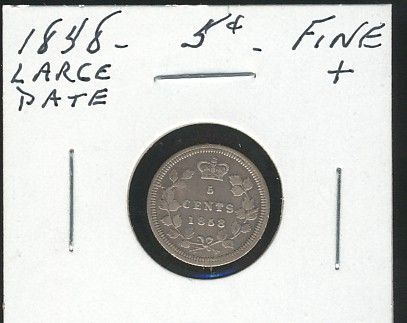 1858 - 5¢ - FINE
LARGE +
DATE
5
CENTS.
1858